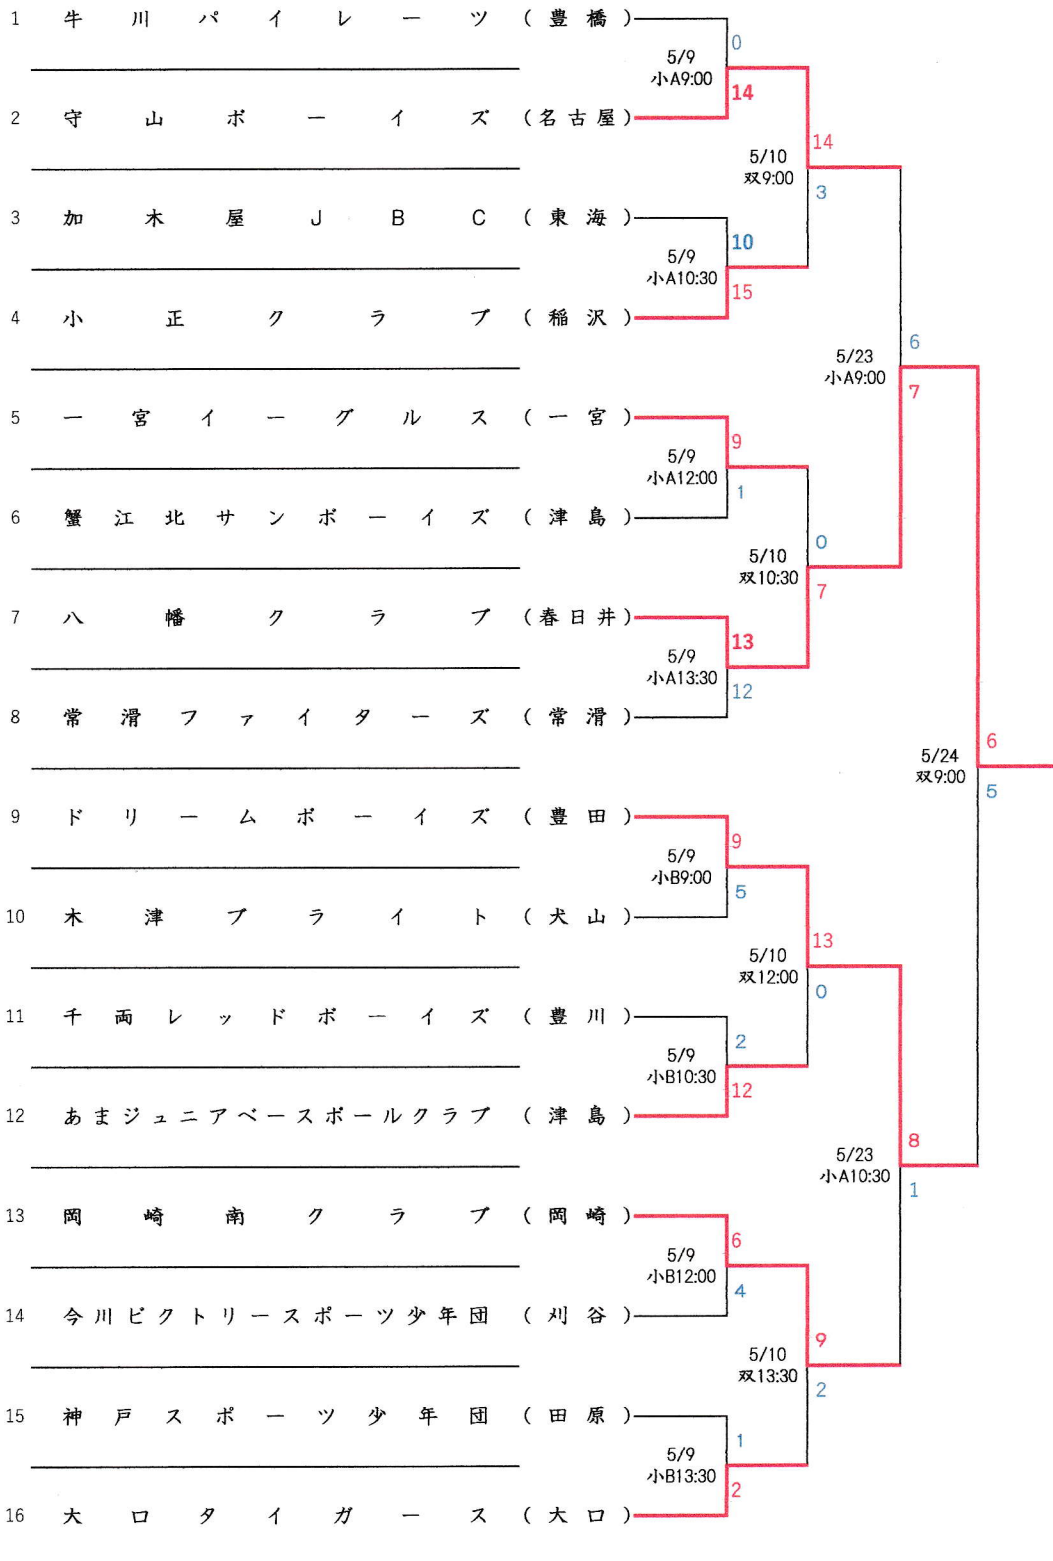 1 牛川パイレーツ (豊橋)
0
5/9
小A9:00
14
2 守山ボーイズ (名古屋)
14
5/10
双9:00
3
3 加木屋JBC (東海)
10
5/9
小A10:30
15
4 小正クラブ (稲沢)
6
5/23
小A9:00
7
5 一宮イーグルス (一宮)
9
5/9
小A12:00
1
6 蟹江北サンボーイズ (津島)
0
5/10
双10:30
7
7 八幡クラブ (春日井)
13
5/9
小A13:30
12
8 常滑ファイターズ (常滑)
6
5/24
双9:00
5
9 ドリームボーイズ (豊田)
9
5/9
小B9:00
5
10 木津ブライト (犬山)
13
5/10
双12:00
0
11 千両レッドボーイズ (豊川)
2
5/9
小B10:30
12
12 あまジュニアベースボールクラブ (津島)
8
5/23
小A10:30
1
13 岡崎南クラブ (岡崎)
6
5/9
小B12:00
4
14 今川ビクトリースポーツ少年団 (刈谷)
9
5/10
双13:30
2
15 神戸スポーツ少年団 (田原)
1
5/9
小B13:30
2
16 大口タイガース (大口)